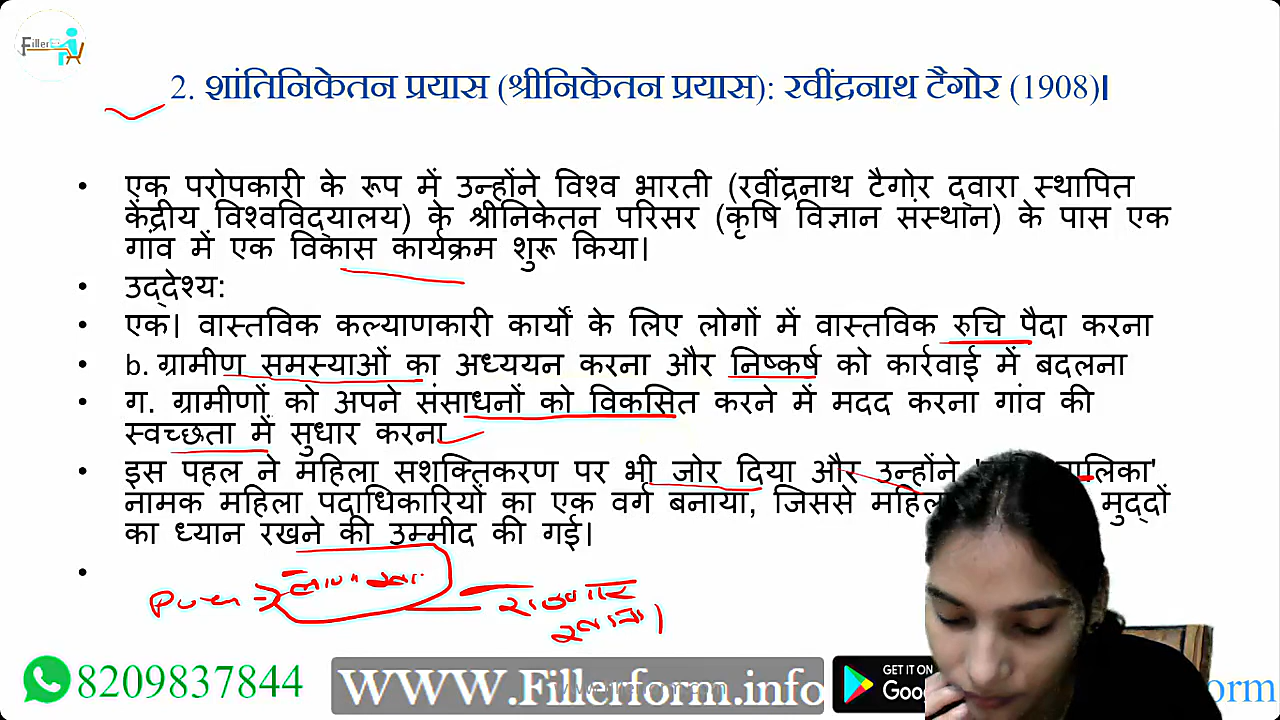 Filler
2. शांतिनिकेतन प्रयास (श्रीनिकेतन प्रयास): रवींद्रनाथ टैगोर (1908)।
• एक परोपकारी के रूप में उन्होंने विश्व भारती (रवींद्रनाथ टैगोर द्वारा स्थापित
केंद्रीय विश्वविद्यालय) के श्रीनिकेतन परिसर (कृषि विज्ञान संस्थान) के पास एक
गांव में एक विकास कार्यक्रम शुरू किया।
• उद्देश्य:
• एक। वास्तविक कल्याणकारी कार्यों के लिए लोगों में वास्तविक रुचि पैदा करना
• b. ग्रामीण समस्याओं का अध्ययन करना और निष्कर्ष को कार्रवाई में बदलना
• ग. ग्रामीणों को अपने संसाधनों को विकसित करने में मदद करना गांव की
स्वच्छता में सुधार करना
• इस पहल ने महिला सशक्तिकरण पर भी जोर दिया और उन्होंने
नामक महिला पदाधिकारियों का एक वर्ग बनाया, जिससे मुद्दों
का ध्यान रखने की उम्मीद की गई।
•
8209837844 www.Fillerform.info GET IT ON